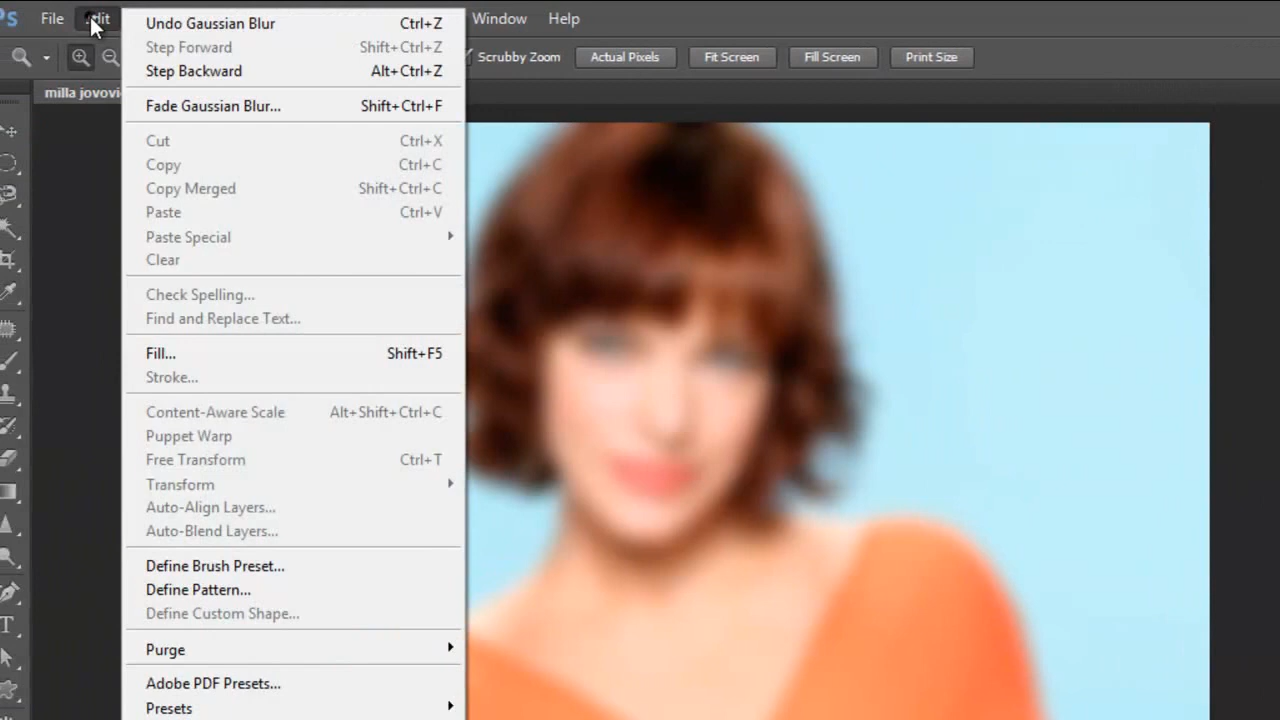 Ps File Edit Window Help
Scrubby Zoom Actual Pixels Fit Screen Fill Screen Print Size
milla jovovi
Undo Gaussian Blur Ctrl+Z
Step Forward Shift+Ctrl+Z
Step Backward Alt+Ctrl+Z
Fade Gaussian Blur... Shift+Ctrl+F
Cut Ctrl+X
Copy Ctrl+C
Copy Merged Shift+Ctrl+C
Paste Ctrl+V
Paste Special
Clear
Check Spelling...
Find and Replace Text...
Fill... Shift+F5
Stroke...
Content-Aware Scale Alt+Shift+Ctrl+C
Puppet Warp
Free Transform Ctrl+T
Transform
Auto-Align Layers...
Auto-Blend Layers...
Define Brush Preset...
Define Pattern...
Define Custom Shape...
Purge
Adobe PDF Presets...
Presets